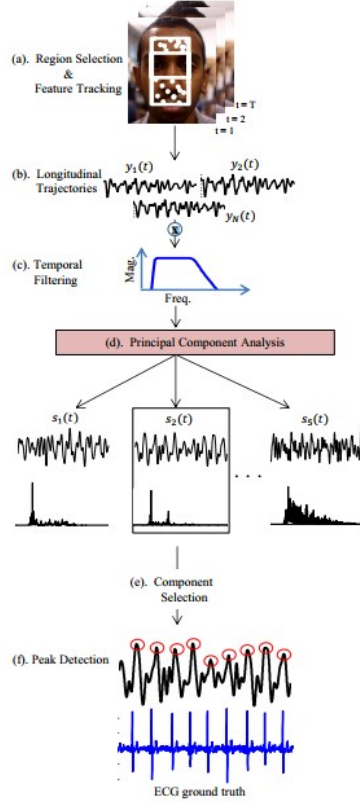 (a). Region Selection
&
Feature Tracking
t = T
t = 2
t = 1
(b). Longitudinal
Trajectories
y₁(t)
y₂(t)
y_N(t)
x
(c). Temporal
Filtering
Mag.
Freq.
(d). Principal Component Analysis
s₁(t)
s₂(t)
s₅(t)
. . .
(e). Component
Selection
(f). Peak Detection
ECG ground truth